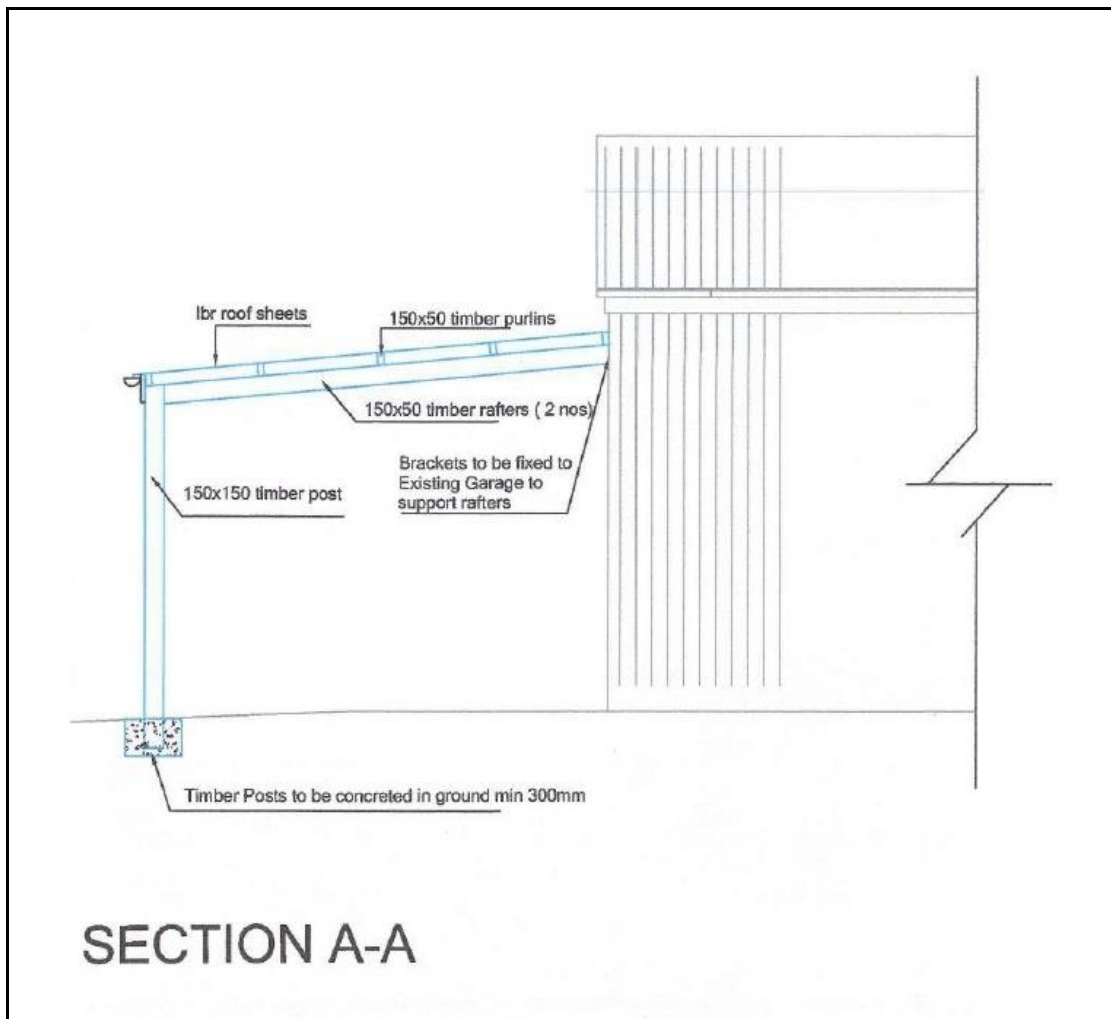 lbr roof sheets
150x50 timber purlins
150x50 timber rafters ( 2 nos)
Brackets to be fixed to
Existing Garage to
support rafters
150x150 timber post
Timber Posts to be concreted in ground min 300mm
SECTION A-A